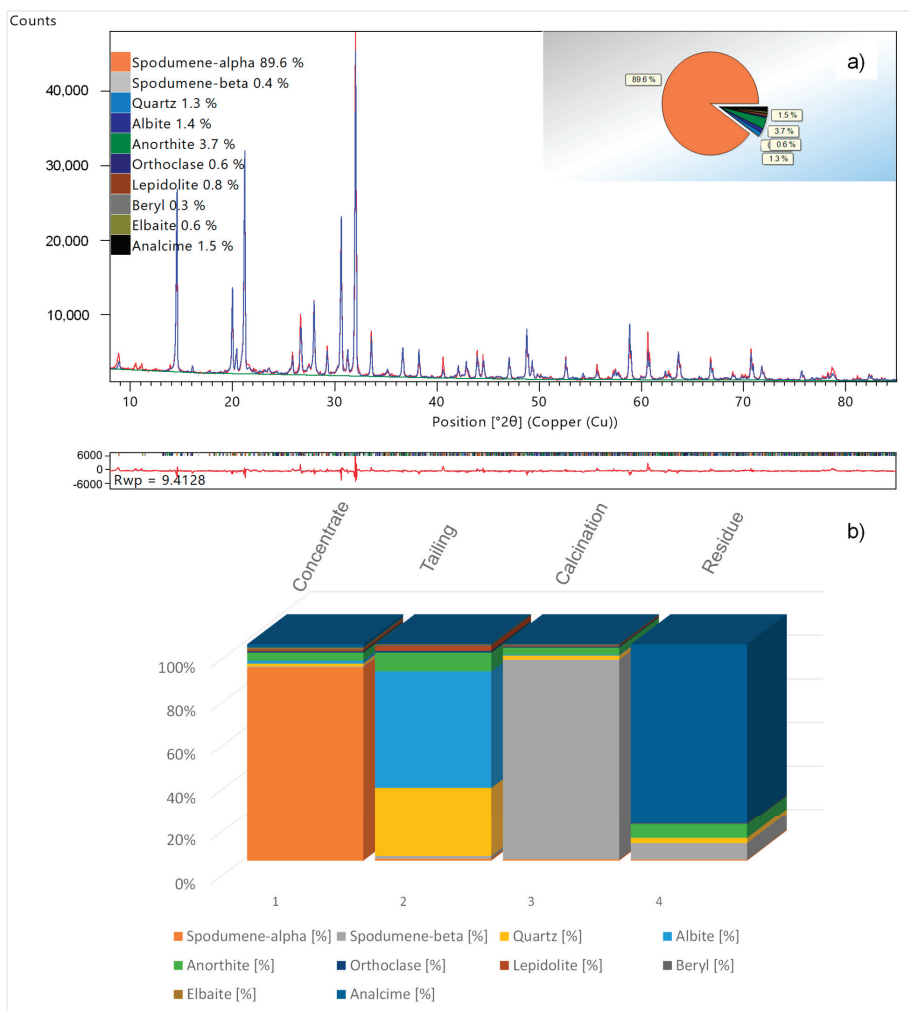 Counts
a)
Spodumene-alpha 89.6 %
Spodumene-beta 0.4 %
Quartz 1.3 %
Albite 1.4 %
Anorthite 3.7 %
Orthoclase 0.6 %
Lepidolite 0.8 %
Beryl 0.3 %
Elbaite 0.6 %
Analcime 1.5 %
89.6 %
1.5 %
3.7 %
0.6 %
1.3 %
40,000
30,000
20,000
10,000
10 20 30 40 50 60 70 80
Position [°2θ] (Copper (Cu))
6000
0
-6000
Rwp = 9.4128
b)
Concentrate
Tailing
Calcination
Residue
100%
80%
60%
40%
20%
0%
1 2 3 4
Spodumene-alpha [%] Spodumene-beta [%] Quartz [%] Albite [%]
Anorthite [%] Orthoclase [%] Lepidolite [%] Beryl [%]
Elbaite [%] Analcime [%]